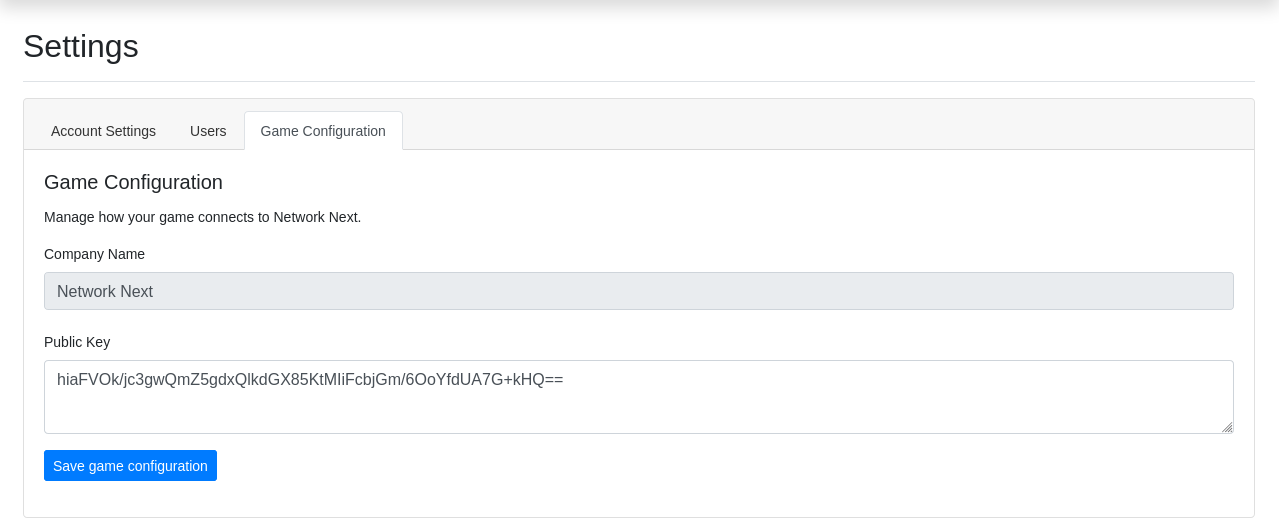 Settings
Account Settings Users Game Configuration
Game Configuration
Manage how your game connects to Network Next.
Company Name
Network Next
Public Key
hiaFVOk/jc3gwQmZ5gdxQlkdGX85KtMIiFcbjGm/6OoYfdUA7G+kHQ==
Save game configuration